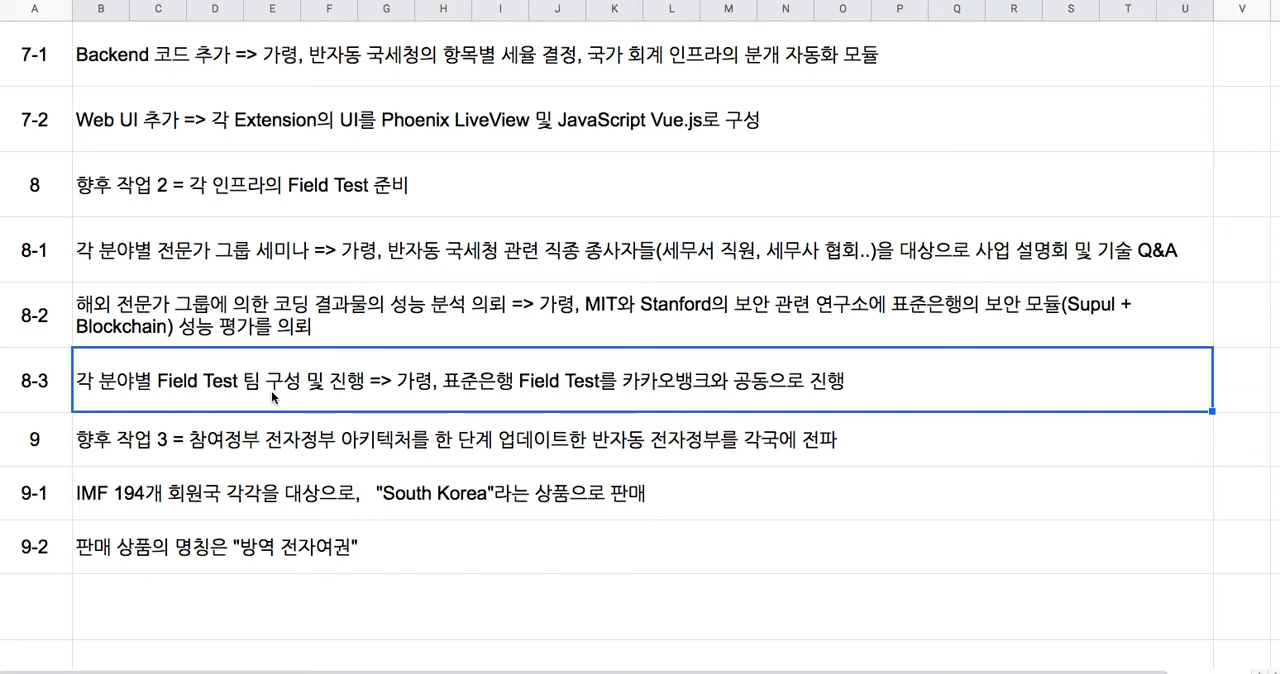 A B C D E F G H I J K L M N O P Q R S T U V
7-1 Backend 코드 추가 => 가령, 반자동 국세청의 항목별 세율 결정, 국가 회계 인프라의 분개 자동화 모듈
7-2 Web UI 추가 => 각 Extension의 UI를 Phoenix LiveView 및 JavaScript Vue.js로 구성
8 향후 작업 2 = 각 인프라의 Field Test 준비
8-1 각 분야별 전문가 그룹 세미나 => 가령, 반자동 국세청 관련 직종 종사자들(세무서 직원, 세무사 협회..)을 대상으로 사업 설명회 및 기술 Q&A
8-2 해외 전문가 그룹에 의한 코딩 결과물의 성능 분석 의뢰 => 가령, MIT와 Stanford의 보안 관련 연구소에 표준은행의 보안 모듈(Supul +
Blockchain) 성능 평가를 의뢰
8-3 각 분야별 Field Test 팀 구성 및 진행 => 가령, 표준은행 Field Test를 카카오뱅크와 공동으로 진행
9 향후 작업 3 = 참여정부 전자정부 아키텍처를 한 단계 업데이트한 반자동 전자정부를 각국에 전파
9-1 IMF 194개 회원국 각각을 대상으로, "South Korea"라는 상품으로 판매
9-2 판매 상품의 명칭은 "방역 전자여권"